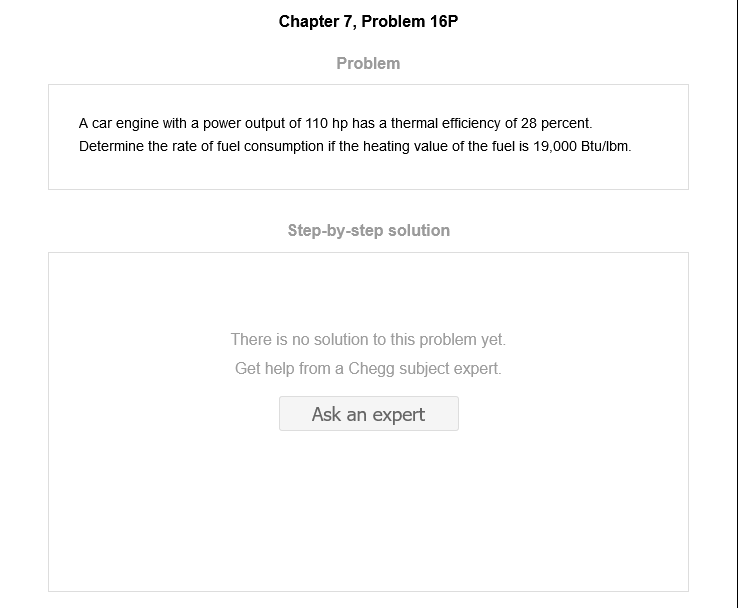 Chapter 7, Problem 16P
Problem
A car engine with a power output of 110 hp has a thermal efficiency of 28 percent.
Determine the rate of fuel consumption if the heating value of the fuel is 19,000 Btu/lbm.
Step-by-step solution
There is no solution to this problem yet.
Get help from a Chegg subject expert.
Ask an expert